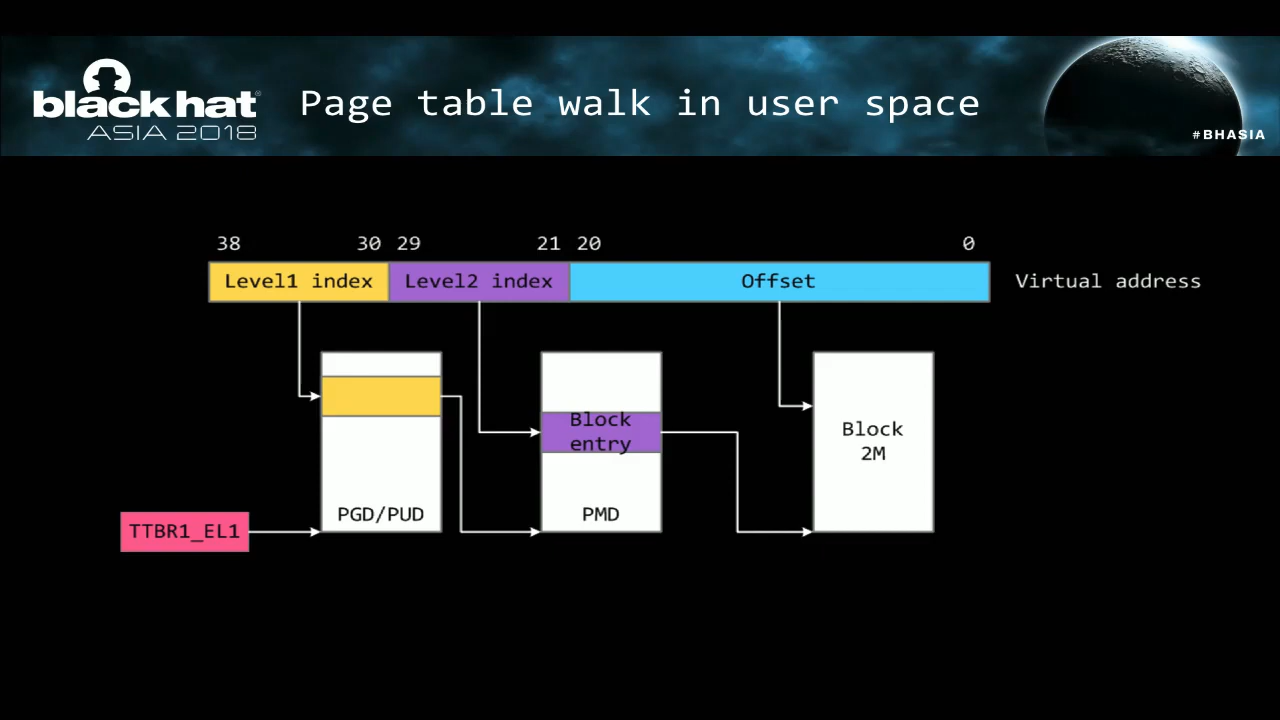 black hat®
ASIA 2018
Page table walk in user space
#BHASIA
38 30 29 21 20 0
Level1 index Level2 index Offset Virtual address
Block
entry
Block
2M
PGD/PUD
PMD
TTBR1_EL1